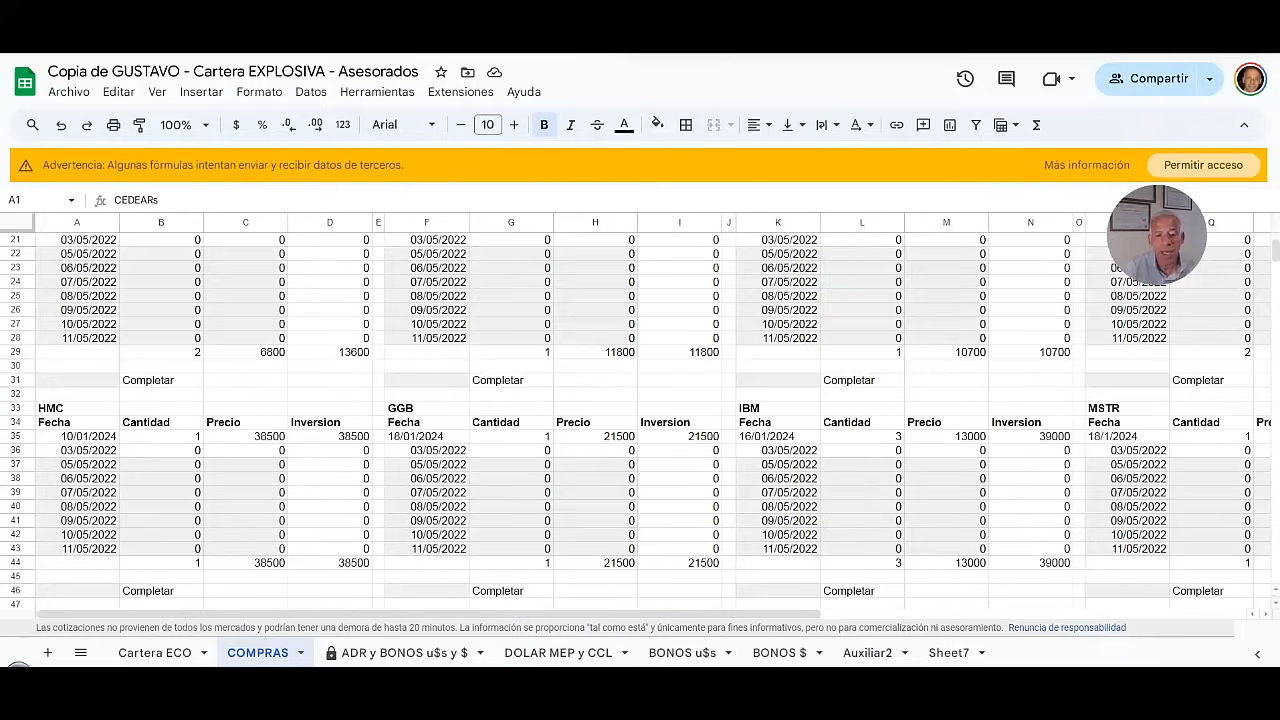 Copia de GUSTAVO - Cartera EXPLOSIVA - Asesorados
Compartir
Archivo Editar Ver Insertar Formato Datos Herramientas Extensiones Ayuda
100% $ % .0 .00 123 Arial 10 B I A
Advertencia: Algunas fórmulas intentan enviar y recibir datos de terceros. Más información Permitir acceso
A1 fx CEDEARs
A B C D E F G H I J K L M N O Q
21 03/05/2022 0 0 0 03/05/2022 0 0 0 03/05/2022 0 0 0 0
22 05/05/2022 0 0 0 05/05/2022 0 0 0 05/05/2022 0 0 0 0
23 06/05/2022 0 0 0 06/05/2022 0 0 0 06/05/2022 0 0 0 0
24 07/05/2022 0 0 0 07/05/2022 0 0 0 07/05/2022 0 0 0 07/05/2022 0
25 08/05/2022 0 0 0 08/05/2022 0 0 0 08/05/2022 0 0 0 08/05/2022 0
26 09/05/2022 0 0 0 09/05/2022 0 0 0 09/05/2022 0 0 0 09/05/2022 0
27 10/05/2022 0 0 0 10/05/2022 0 0 0 10/05/2022 0 0 0 10/05/2022 0
28 11/05/2022 0 0 0 11/05/2022 0 0 0 11/05/2022 0 0 0 11/05/2022 0
29 2 6800 13600 1 11800 11800 1 10700 10700 2
30
31 Completar Completar Completar Completar
32
33 HMC GGB IBM MSTR
34 Fecha Cantidad Precio Inversion Fecha Cantidad Precio Inversion Fecha Cantidad Precio Inversion Fecha Cantidad Pre
35 10/01/2024 1 38500 38500 18/01/2024 1 21500 21500 16/01/2024 3 13000 39000 18/1/2024 1
36 03/05/2022 0 0 0 03/05/2022 0 0 0 03/05/2022 0 0 0 03/05/2022 0
37 05/05/2022 0 0 0 05/05/2022 0 0 0 05/05/2022 0 0 0 05/05/2022 0
38 06/05/2022 0 0 0 06/05/2022 0 0 0 06/05/2022 0 0 0 06/05/2022 0
39 07/05/2022 0 0 0 07/05/2022 0 0 0 07/05/2022 0 0 0 07/05/2022 0
40 08/05/2022 0 0 0 08/05/2022 0 0 0 08/05/2022 0 0 0 08/05/2022 0
41 09/05/2022 0 0 0 09/05/2022 0 0 0 09/05/2022 0 0 0 09/05/2022 0
42 10/05/2022 0 0 0 10/05/2022 0 0 0 10/05/2022 0 0 0 10/05/2022 0
43 11/05/2022 0 0 0 11/05/2022 0 0 0 11/05/2022 0 0 0 11/05/2022 0
44 1 38500 38500 1 21500 21500 3 13000 39000 1
45
46 Completar Completar Completar Completar
47
Las cotizaciones no provienen de todos los mercados y podrían tener una demora de hasta 20 minutos. La información se proporciona "tal como está" y únicamente para fines informativos, pero no para comercialización ni asesoramiento. Renuncia de responsabilidad
Cartera ECO COMPRAS ADR y BONOS u$s y $ DOLAR MEP y CCL BONOS u$s BONOS $ Auxiliar2 Sheet7